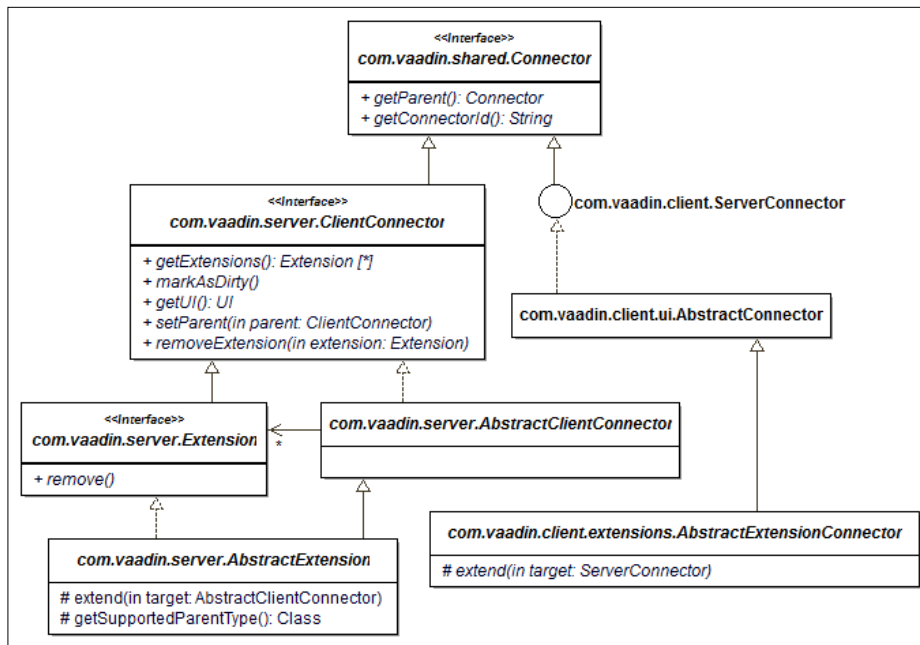 <<Interface>>
com.vaadin.shared.Connector
+ getParent(): Connector
+ getConnectorId(): String
<<Interface>>
com.vaadin.server.ClientConnector
+ getExtensions(): Extension [*]
+ markAsDirty()
+ getUI(): UI
+ setParent(in parent: ClientConnector)
+ removeExtension(in extension: Extension)
com.vaadin.client.ServerConnector
com.vaadin.client.ui.AbstractConnector
<<Interface>>
com.vaadin.server.Extension
+ remove()
*
com.vaadin.server.AbstractClientConnector
com.vaadin.server.AbstractExtension
# extend(in target: AbstractClientConnector)
# getSupportedParentType(): Class
com.vaadin.client.extensions.AbstractExtensionConnector
# extend(in target: ServerConnector)